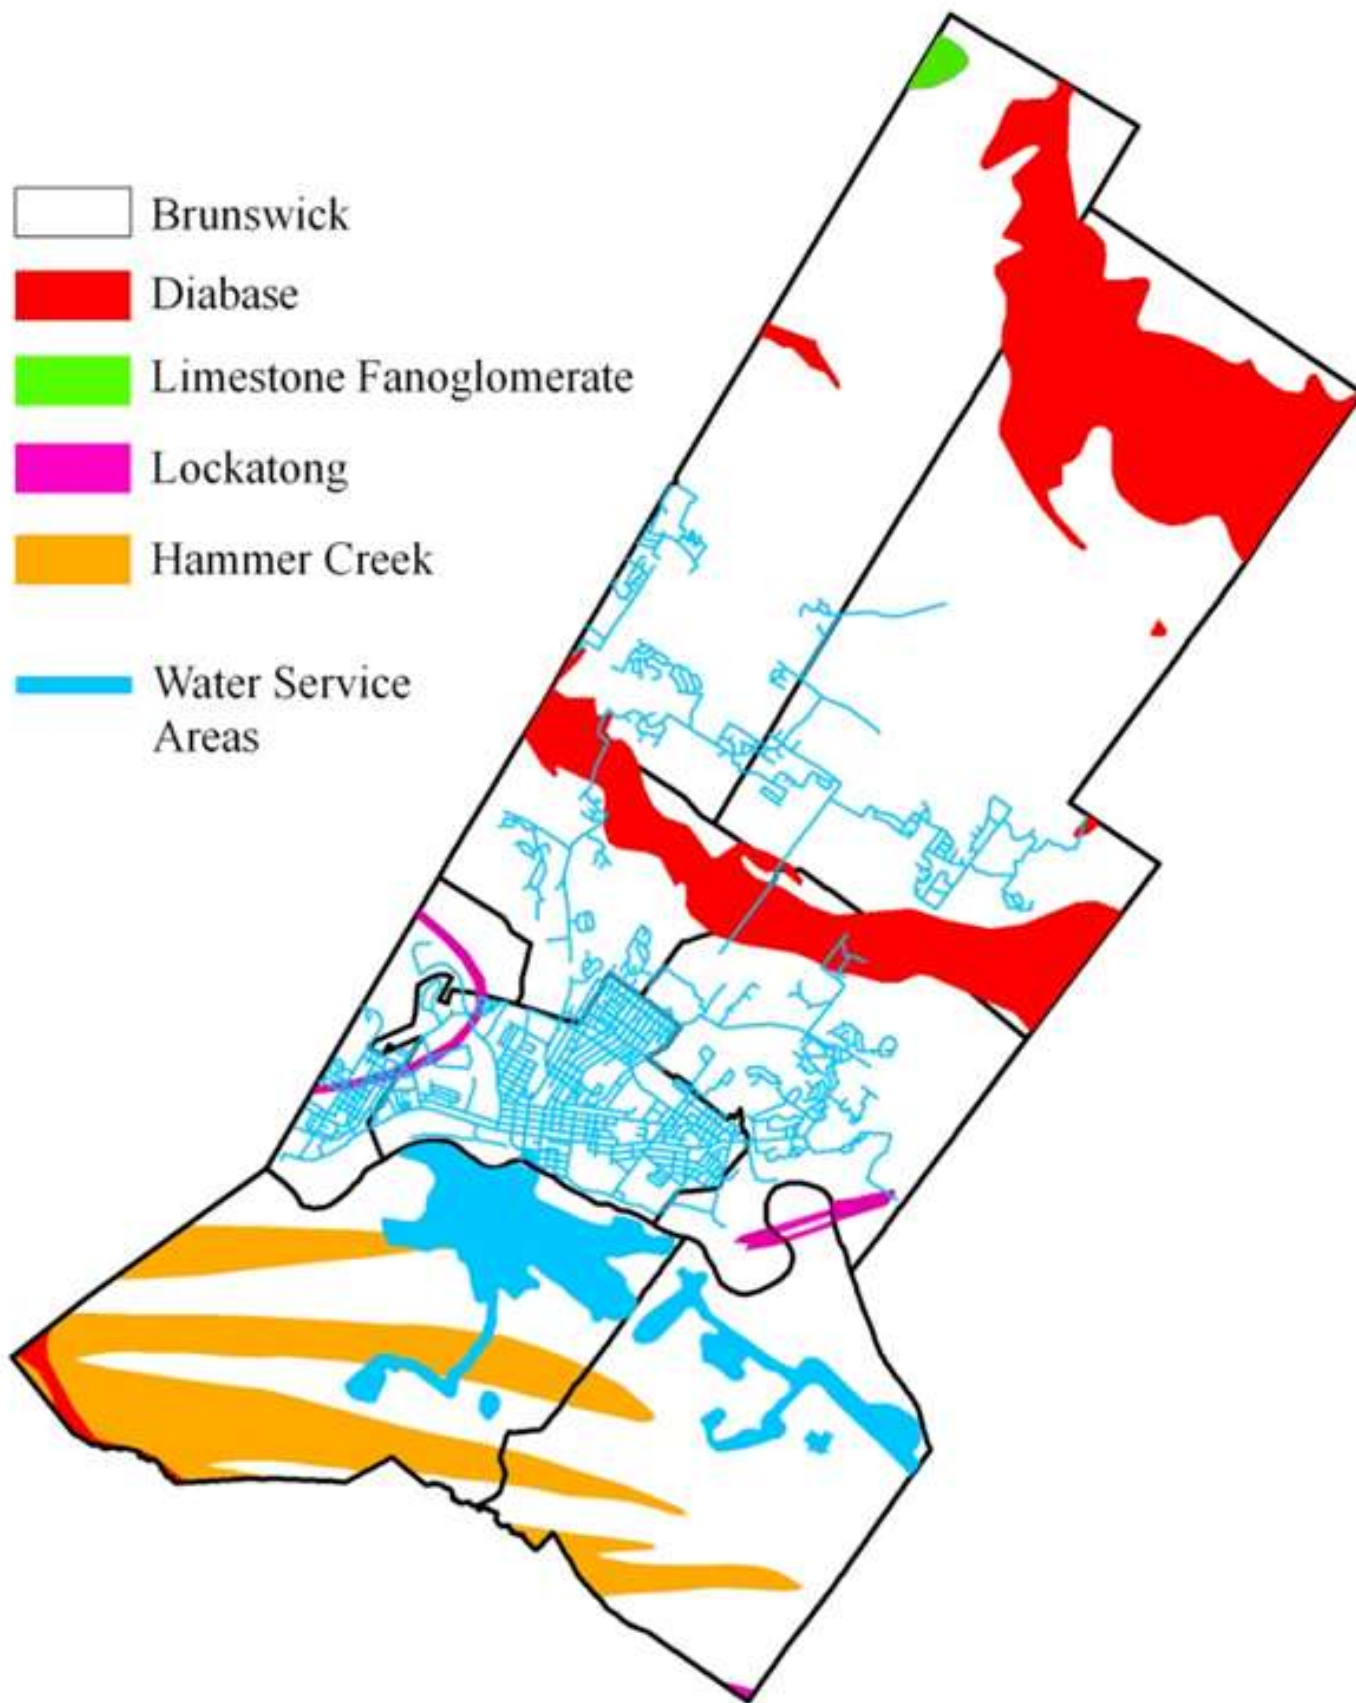 Brunswick
Diabase
Limestone Fanoglomerate
Lockatong
Hammer Creek
Water Service
Areas